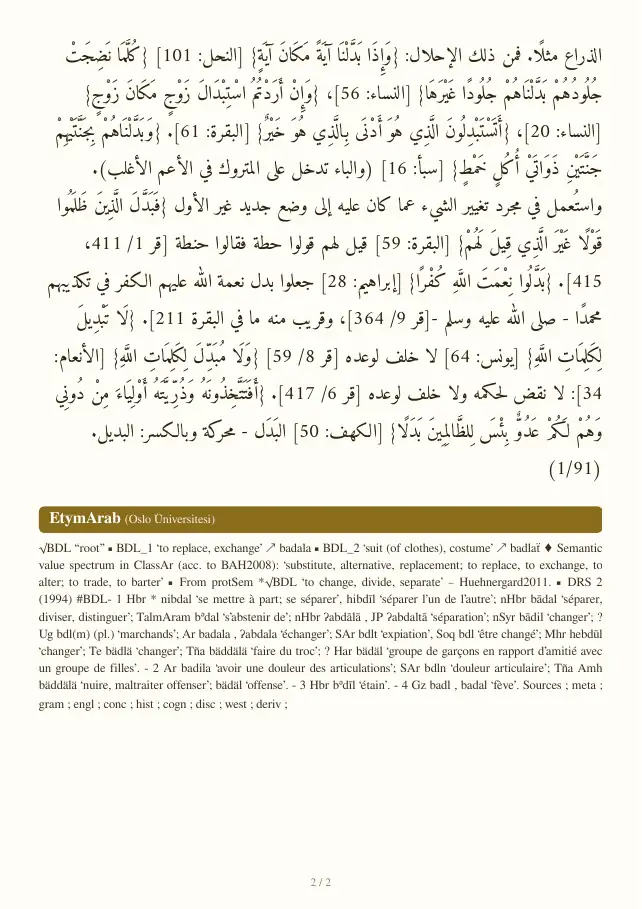 الذراع مثلًا. فمن ذلك الإحلال: {وَإِذَا بَدَّلْنَا آيَةً مَكَانَ آيَةٍ} [النحل: 101] {كُلَّمَا نَضِجَتْ
جُلُودُهُمْ بَدَّلْنَاهُمْ جُلُودًا غَيْرَهَا} [النساء: 56]، {وَإِنْ أَرَدْتُمُ اسْتِبْدَالَ زَوْجٍ مَكَانَ زَوْجٍ}
[النساء: 20]، {أَتَسْتَبْدِلُونَ الَّذِي هُوَ أَدْنَى بِالَّذِي هُوَ خَيْرٌ} [البقرة: 61]. {وَبَدَّلْنَاهُمْ بِجَنَّتَيْهِمْ
جَنَّتَيْنِ ذَوَاتَيْ أُكُلٍ خَمْطٍ} [سبأ: 16] (والباء تدخل على المتروك في الأعم الأغلب).
واستُعمل في مجرد تغيير الشيء عما كان عليه إلى وضع جديد غير الأول {فَبَدَّلَ الَّذِينَ ظَلَمُوا
قَوْلًا غَيْرَ الَّذِي قِيلَ لَهُمْ} [البقرة: 59] قيل لهم قولوا حطة فقالوا حنطة [قر 1/ 411،
415]. {بَدَّلُوا نِعْمَتَ اللَّهِ كُفْرًا} [إبراهيم: 28] جعلوا بدل نعمة الله عليهم الكفر في تكذيبهم
محمدًا - صلى الله عليه وسلم -[قر 9/ 364]، وقريب منه ما في البقرة 211]. {لَا تَبْدِيلَ
لِكَلِمَاتِ اللَّهِ} [يونس: 64] لا خلف لوعده [قر 8/ 59] {وَلَا مُبَدِّلَ لِكَلِمَاتِ اللَّهِ} [الأنعام:
34]: لا نقض لحكمه ولا خلف لوعده [قر 6/ 417]. {أَفَتَتَّخِذُونَهُ وَذُرِّيَّتَهُ أَوْلِيَاءَ مِنْ دُونِي
وَهُمْ لَكُمْ عَدُوٌّ بِئْسَ لِلظَّالِمِينَ بَدَلًا} [الكهف: 50] البَدَل - محركة وبالكسر: البديل.
(1/91)
EtymArab (Oslo Üniversitesi)
√BDL “root” ▪ BDL_1 ‘to replace, exchange’ ↗ badala ▪ BDL_2 ‘suit (of clothes), costume’ ↗ badlaẗ ♦ Semantic
value spectrum in ClassAr (acc. to BAH2008): ‘substitute, alternative, replacement; to replace, to exchange, to
alter; to trade, to barter’ ▪ From protSem *√BDL ‘to change, divide, separate’ – Huehnergard2011. ▪ DRS 2
(1994) #BDL- 1 Hbr * nibdal ‘se mettre à part; se séparer’, hibdīl ‘séparer l’un de l’autre’; nHbr bādal ‘séparer,
diviser, distinguer’; TalmAram bᵊdal ‘s’abstenir de’; nHbr ʔabdālā , JP ʔabdaltā ‘séparation’; nSyr bādil ‘changer’; ?
Ug bdl(m) (pl.) ‘marchands’; Ar badala , ʔabdala ‘échanger’; SAr bdlt ‘expiation’, Soq bdl ‘être changé’; Mhr hebdūl
‘changer’; Te bädlä ‘changer’; Tña bäddälä ‘faire du troc’; ? Har bädäl ‘groupe de garçons en rapport d’amitié avec
un groupe de filles’. - 2 Ar badila ‘avoir une douleur des articulations’; SAr bdln ‘douleur articulaire’; Tña Amh
bäddälä ‘nuire, maltraiter offenser’; bädäl ‘offense’. - 3 Hbr bᵊdīl ‘étain’. - 4 Gz badl , badal ‘fève’. Sources ; meta ;
gram ; engl ; conc ; hist ; cogn ; disc ; west ; deriv ;
2 / 2